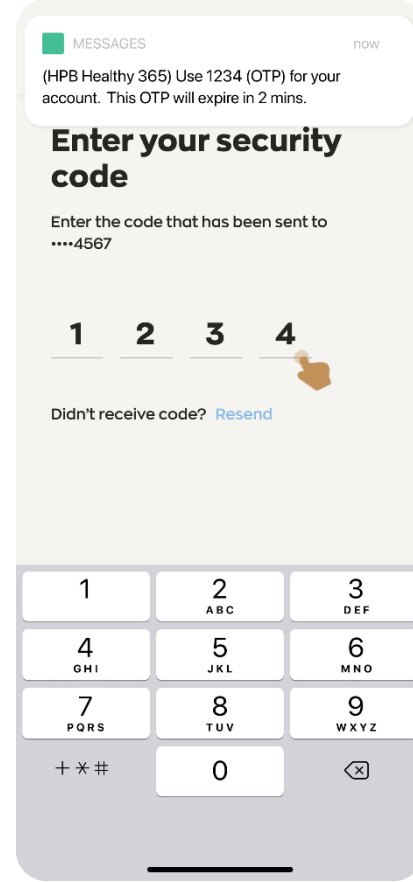 MESSAGES now
(HPB Healthy 365) Use 1234 (OTP) for your
account. This OTP will expire in 2 mins.
Enter your security
code
Enter the code that has been sent to
••••4567
1 2 3 4
Didn't receive code? Resend
1 2 3
ABC DEF
4 5 6
GHI JKL MNO
7 8 9
PQRS TUV WXYZ
+*# 0